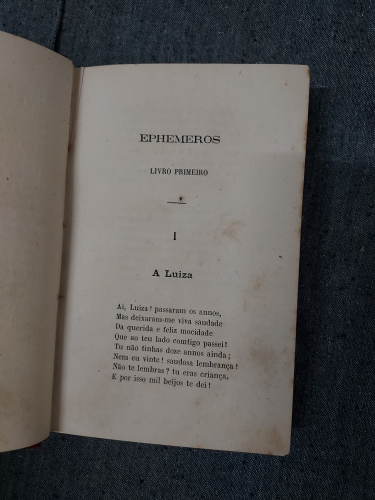 EPHEMEROS
LIVRO PRIMEIRO
I
A Luiza
Ai, Luiza! passaram os annos,
Mas deixaram-me viva saudade
Da querida e feliz mocidade
Que ao teu lado comtigo passei!
Tu não tinhas doze annos ainda;
Nem eu vinte! saudosa lembrança!
Não te lembras? tu eras criança,
E por isso mil beijos te dei!